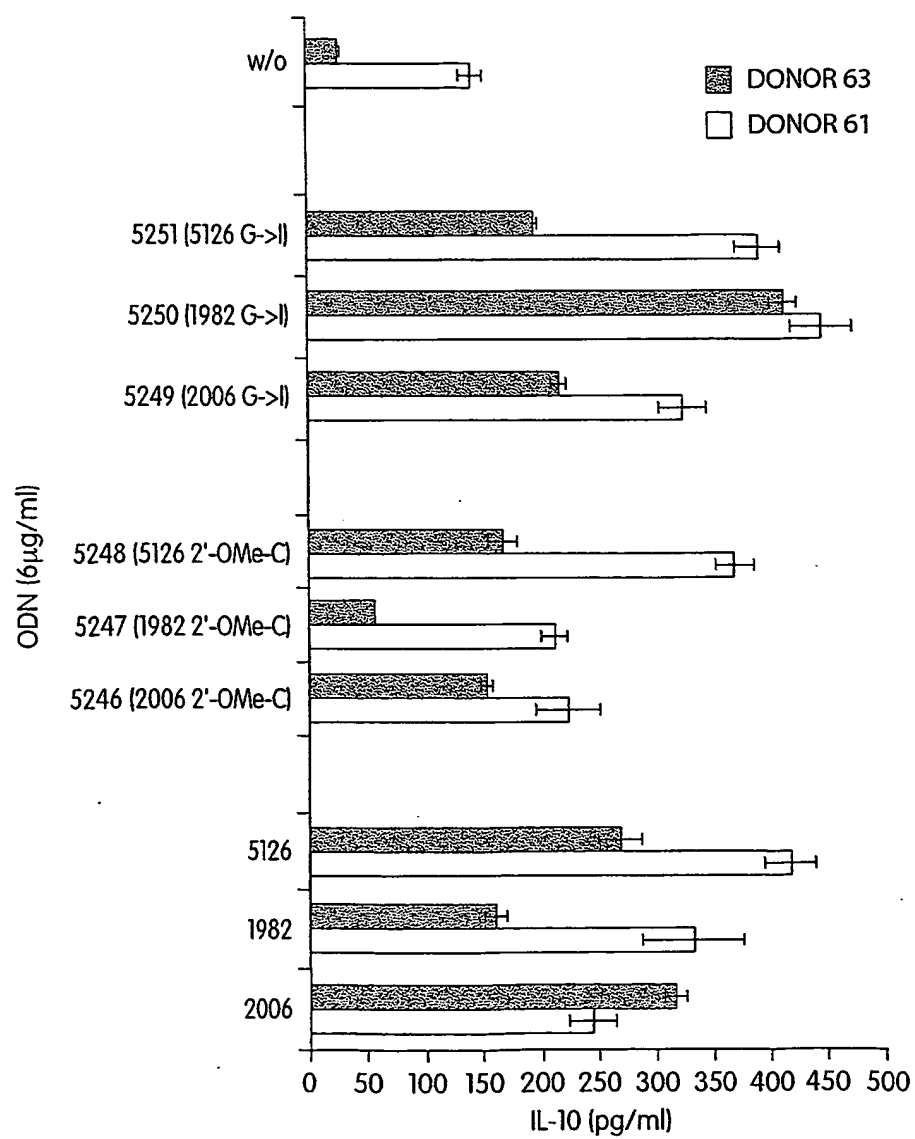 w/o
DONOR 63
DONOR 61
5251 (5126 G->I)
5250 (1982 G->I)
5249 (2006 G->I)
ODN (6μg/ml)
5248 (5126 2'-OMe-C)
5247 (1982 2'-OMe-C)
5246 (2006 2'-OMe-C)
5126
1982
2006
0 50 100 150 200 250 300 350 400 450 500
IL-10 (pg/ml)